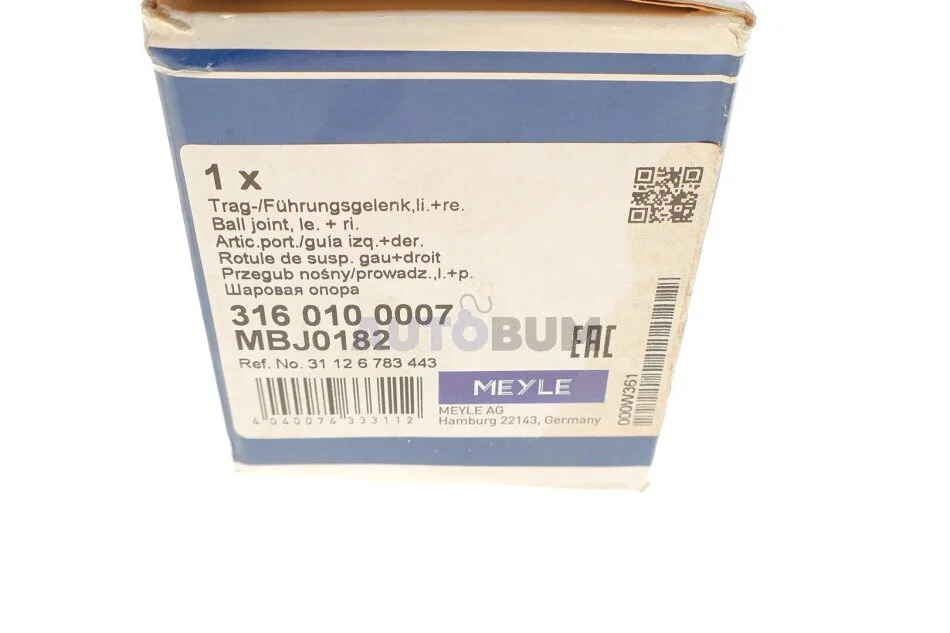 1 x
Trag-/Führungsgelenk,li.+re.
Ball joint, le. + ri.
Artic.port./guía izq.+der.
Rotule de susp. gau+droit
Przegub nośny/prowadz.,l.+p.
Шаровая опора
316 010 0007
MBJ0182
AUTOBUM
EAC
Ref. No. 31 12 6 783 443
4 040074 333112
MEYLE
MEYLE AG
Hamburg 22143, Germany
000W361